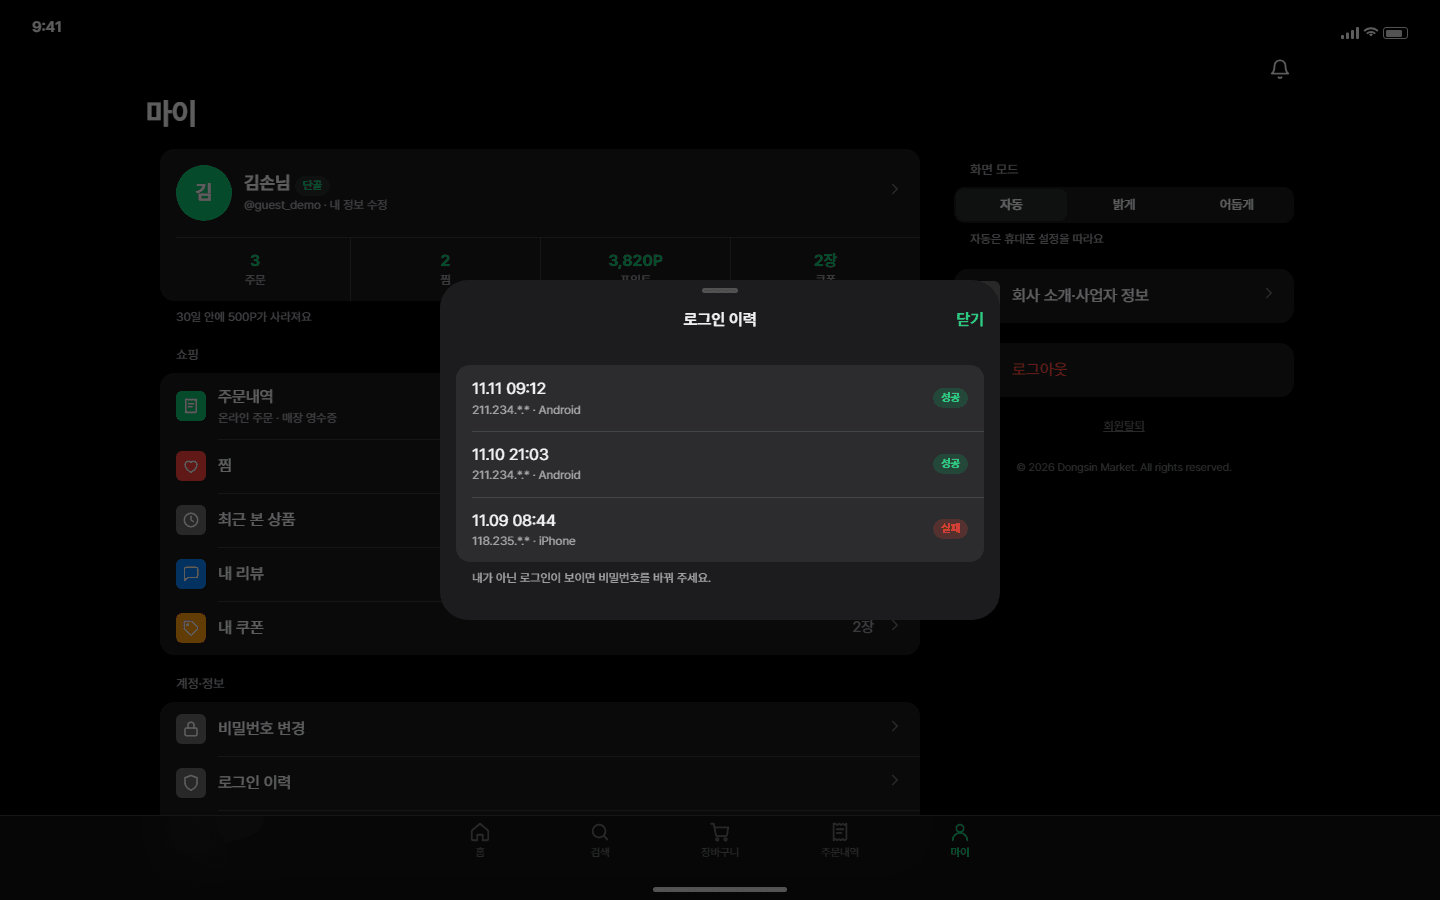 9:41
마이
김
김손님 단골
@guest_demo · 내 정보 수정
3
주문
2
찜
3,820P
포인트
2장
쿠폰
30일 안에 500P가 사라져요
쇼핑
주문내역
온라인 주문 · 매장 영수증
찜
최근 본 상품
내 리뷰
내 쿠폰
2장
계정·정보
비밀번호 변경
로그인 이력
화면 모드
자동
밝게
어둡게
자동은 휴대폰 설정을 따라요
회사 소개·사업자 정보
로그아웃
회원탈퇴
© 2026 Dongsin Market. All rights reserved.
로그인 이력
닫기
11.11 09:12
211.234.*.* · Android
성공
11.10 21:03
211.234.*.* · Android
성공
11.09 08:44
118.235.*.* · iPhone
실패
내가 아닌 로그인이 보이면 비밀번호를 바꿔 주세요.
홈
검색
장바구니
주문내역
마이